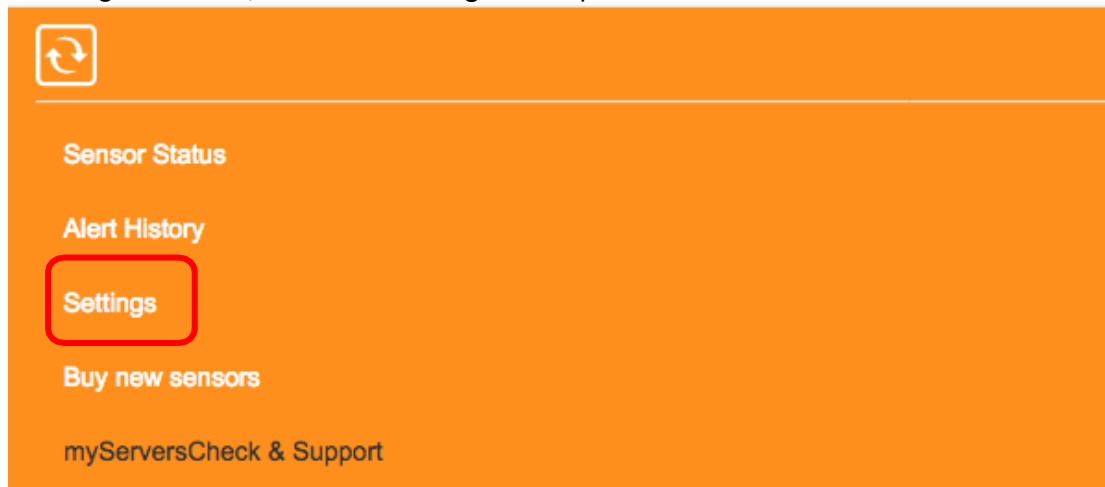 Sensor Status
Alert History
Settings
Buy new sensors
myServersCheck & Support